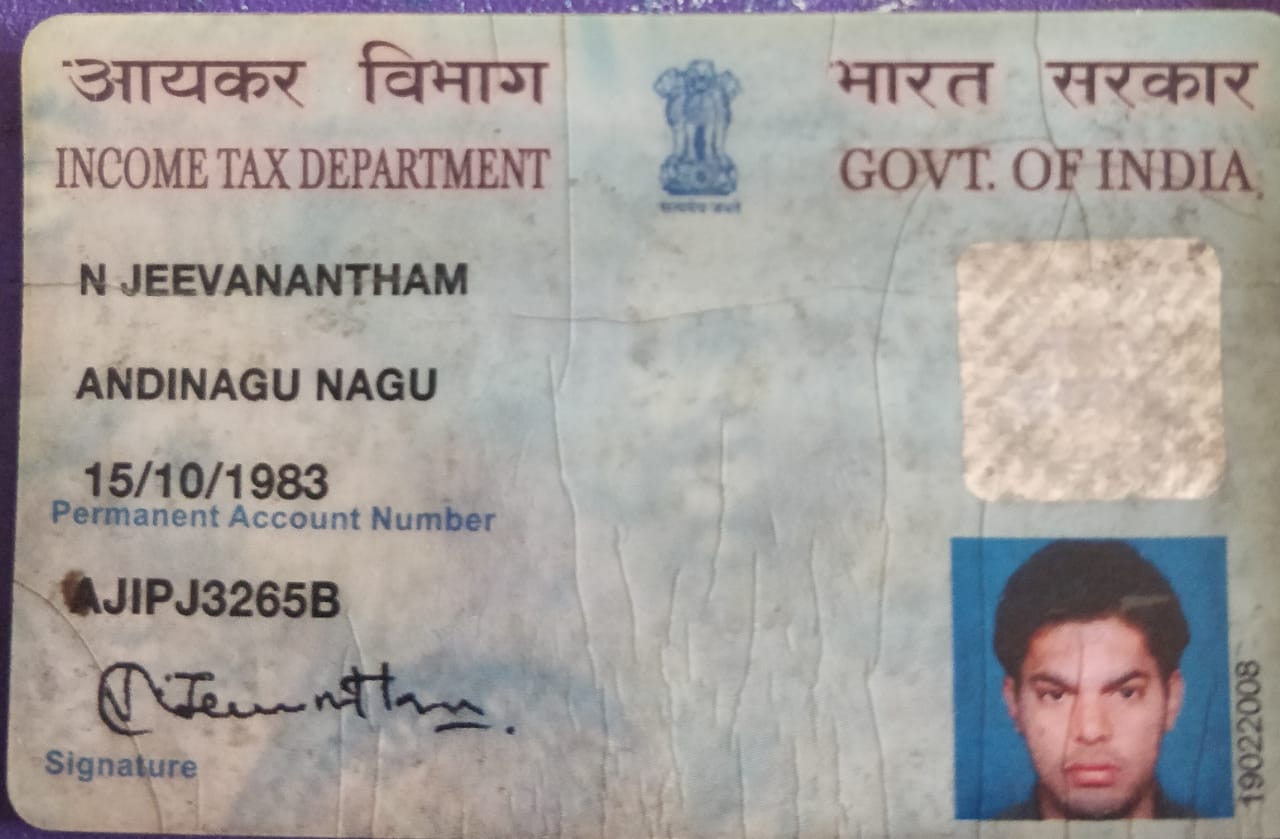 आयकर विभाग
INCOME TAX DEPARTMENT
सत्यमेव जयते
भारत सरकार
GOVT. OF INDIA
N JEEVANANTHAM
ANDINAGU NAGU
15/10/1983
Permanent Account Number
AJIPJ3265B
N. Jeevanantham.
Signature
19022008